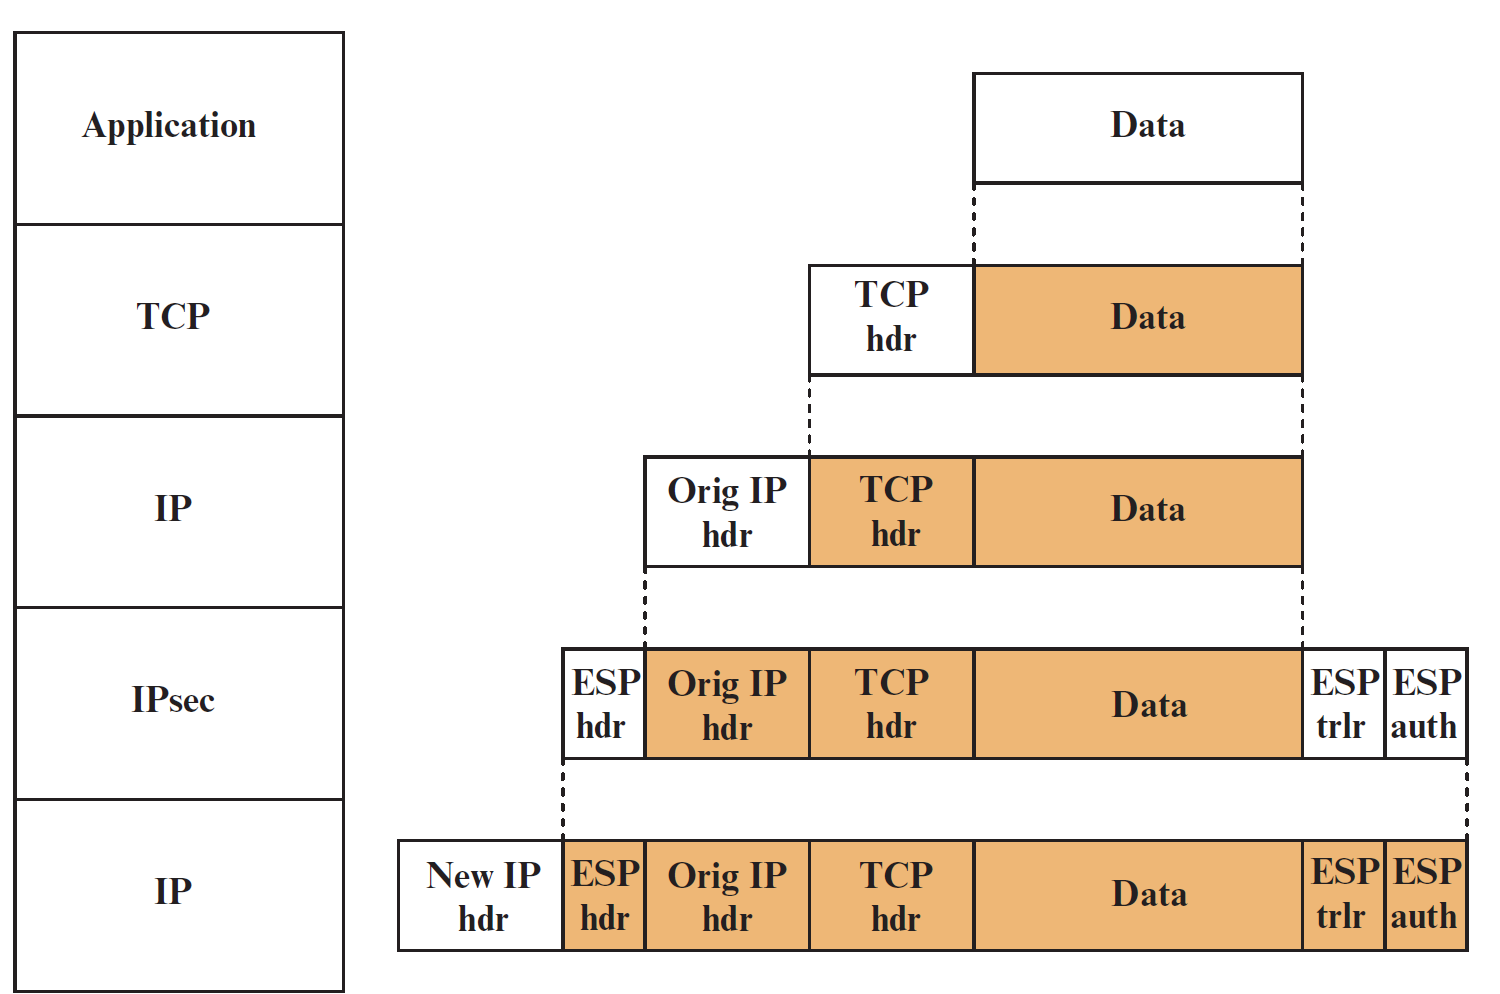 Application
Data
TCP
TCP
hdr
Data
IP
Orig IP
hdr
TCP
hdr
Data
IPsec
ESP
hdr
Orig IP
hdr
TCP
hdr
Data
ESP
trlr
ESP
auth
IP
New IP
hdr
ESP
hdr
Orig IP
hdr
TCP
hdr
Data
ESP
trlr
ESP
auth